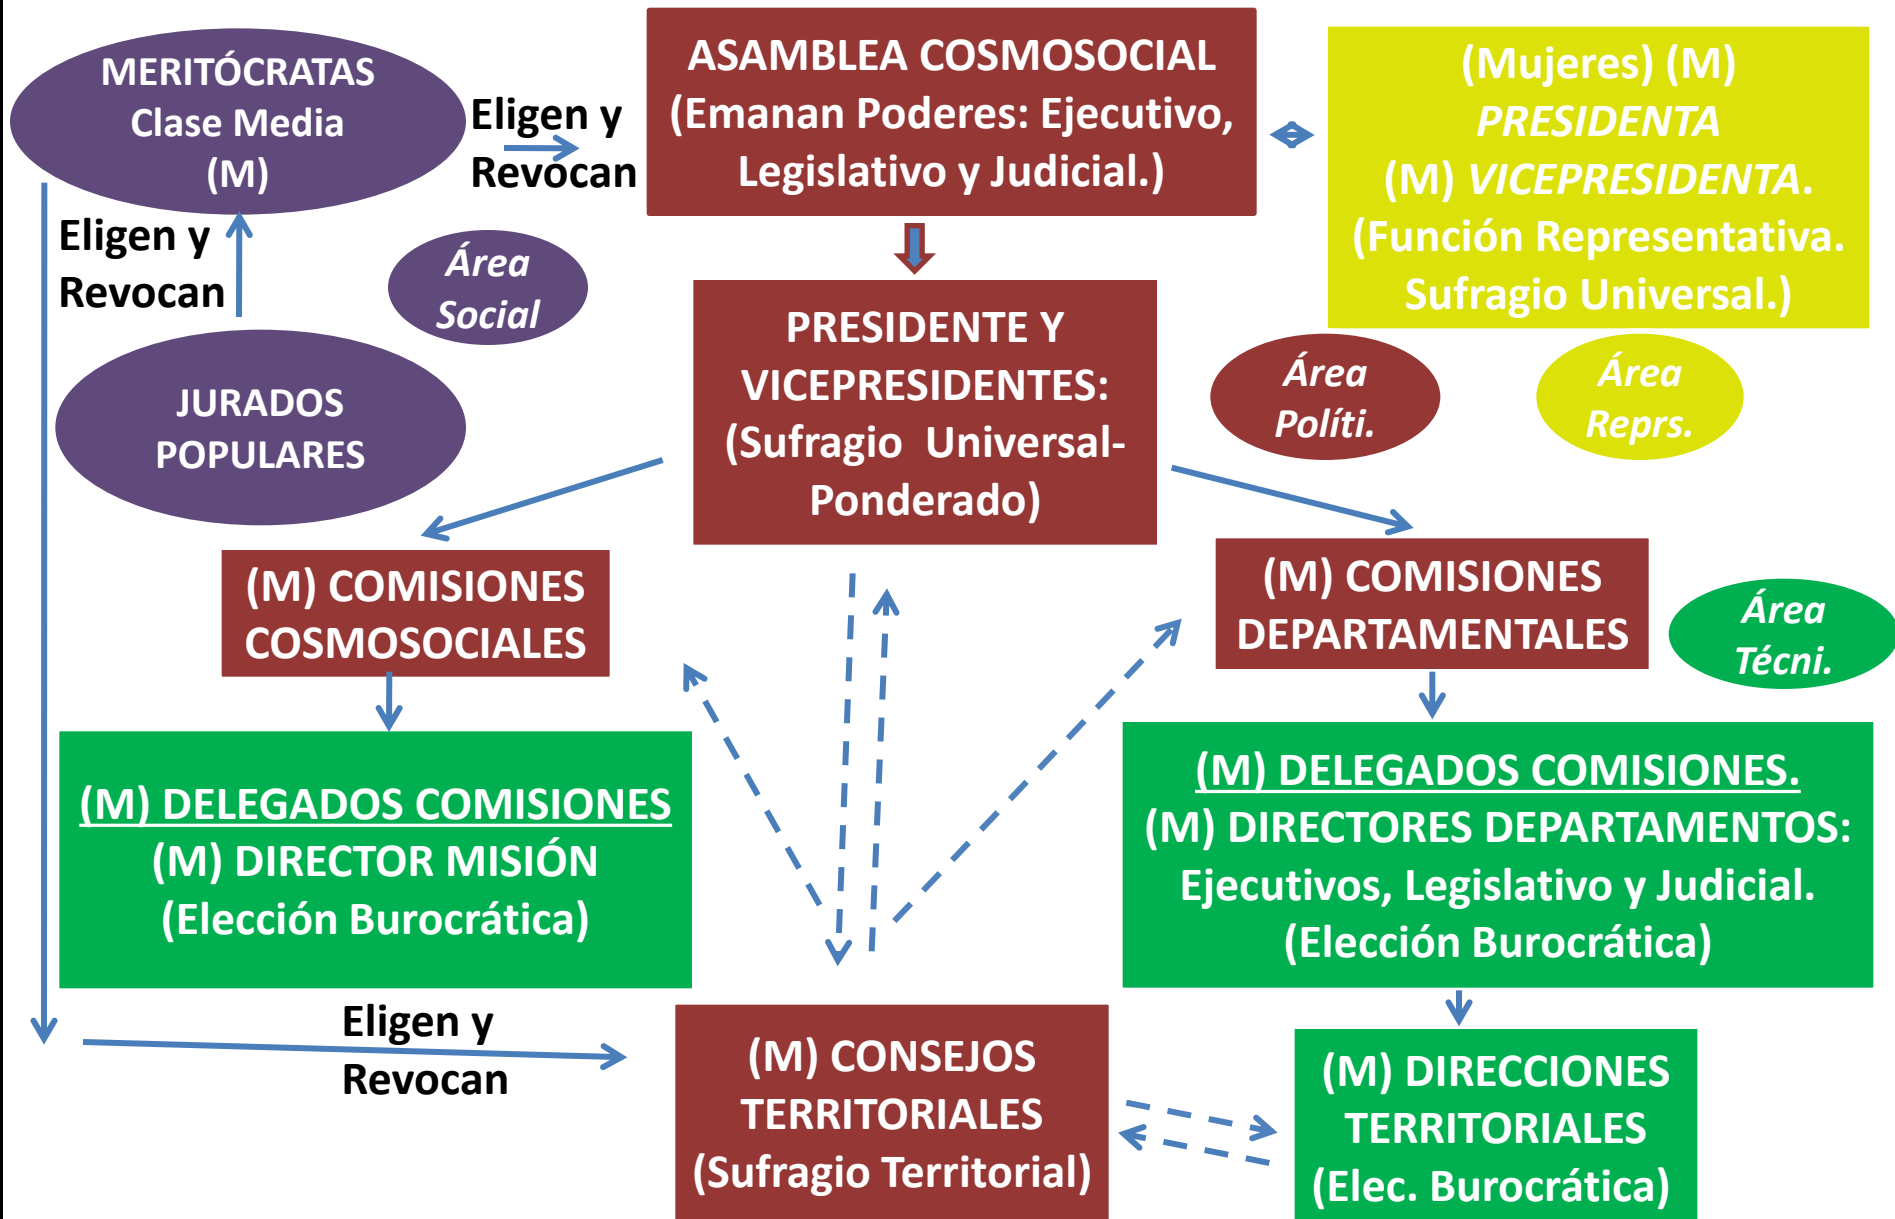 MERITÓCRATAS
Clase Media
(M)
Eligen y
Revocan
ASAMBLEA COSMOSOCIAL
(Emanan Poderes: Ejecutivo,
Legislativo y Judicial.)
(Mujeres) (M)
PRESIDENTA
(M) VICEPRESIDENTA.
(Función Representativa.
Sufragio Universal.)
Eligen y
Revocan
Área
Social
JURADOS
POPULARES
PRESIDENTE Y
VICEPRESIDENTES:
(Sufragio Universal-
Ponderado)
Área
Políti.
Área
Reprs.
(M) COMISIONES
COSMOSOCIALES
(M) COMISIONES
DEPARTAMENTALES
Área
Técni.
(M) DELEGADOS COMISIONES
(M) DIRECTOR MISIÓN
(Elección Burocrática)
(M) DELEGADOS COMISIONES.
(M) DIRECTORES DEPARTAMENTOS:
Ejecutivos, Legislativo y Judicial.
(Elección Burocrática)
Eligen y
Revocan
(M) CONSEJOS
TERRITORIALES
(Sufragio Territorial)
(M) DIRECCIONES
TERRITORIALES
(Elec. Burocrática)